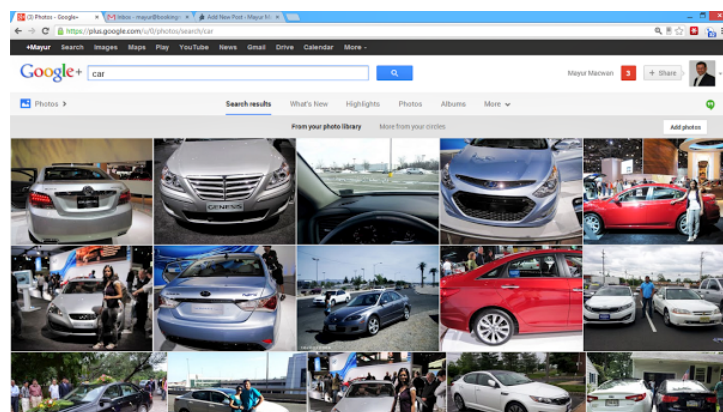 (3) Photos - Google+
Inbox - mayur@booking
Add New Post - Mayur M
https://plus.google.com/u/0/photos/search/car
+Mayur Search Images Maps Play YouTube News Gmail Drive Calendar More
Google+ car Mayur Macwan 3 + Share
Photos Search results What's New Highlights Photos Albums More
From your photo library More from your circles Add photos
GENESIS